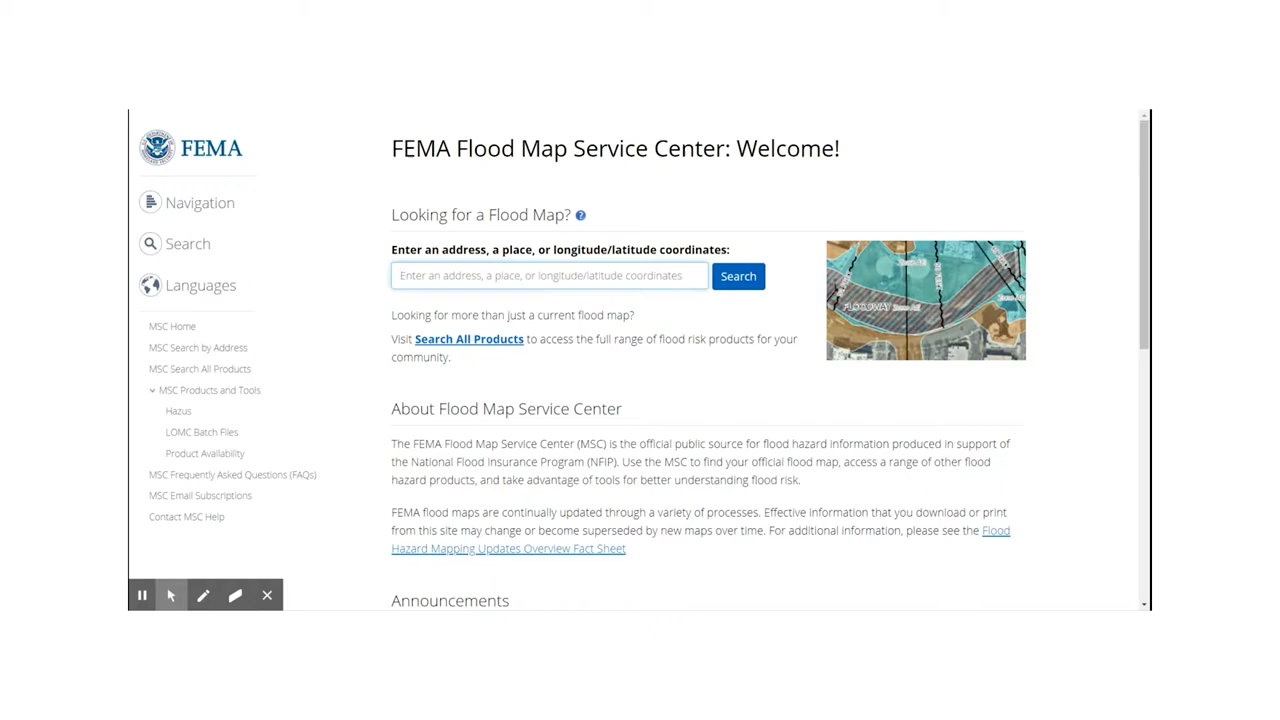 FEMA
Navigation
Search
Languages
MSC Home
MSC Search by Address
MSC Search All Products
MSC Products and Tools
Hazus
LOMC Batch Files
Product Availability
MSC Frequently Asked Questions (FAQs)
MSC Email Subscriptions
Contact MSC Help
FEMA Flood Map Service Center: Welcome!
Looking for a Flood Map? ?
Enter an address, a place, or longitude/latitude coordinates:
Enter an address, a place, or longitude/latitude coordinates
Search
Looking for more than just a current flood map?
Visit Search All Products to access the full range of flood risk products for your
community.
FLOODWAY
About Flood Map Service Center
The FEMA Flood Map Service Center (MSC) is the official public source for flood hazard information produced in support of
the National Flood Insurance Program (NFIP). Use the MSC to find your official flood map, access a range of other flood
hazard products, and take advantage of tools for better understanding flood risk.
FEMA flood maps are continually updated through a variety of processes. Effective information that you download or print
from this site may change or become superseded by new maps over time. For additional information, please see the Flood
Hazard Mapping Updates Overview Fact Sheet
Announcements